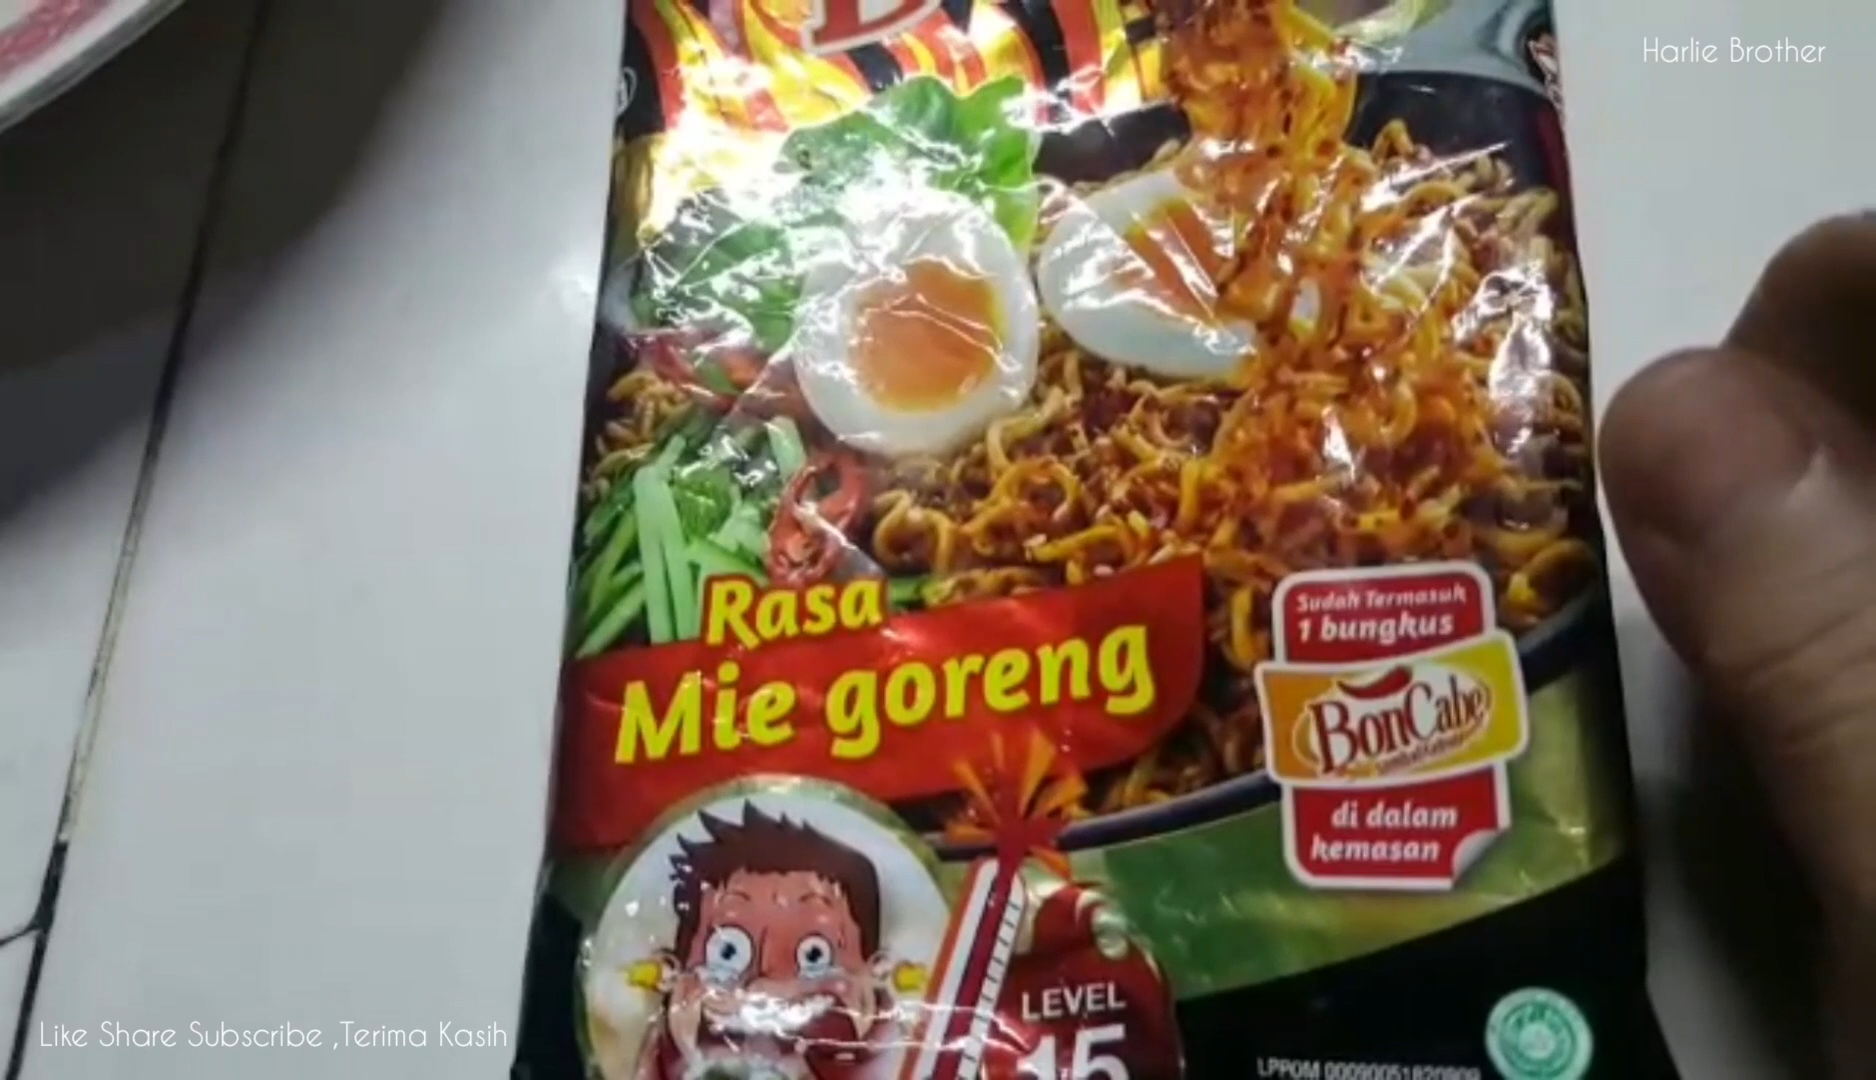 Harlie Brother
Rasa
Mie goreng
Sudah Termasuk
1 bungkus
BonCabe
di dalam
kemasan
LEVEL
15
Like Share Subscribe ,Terima Kasih